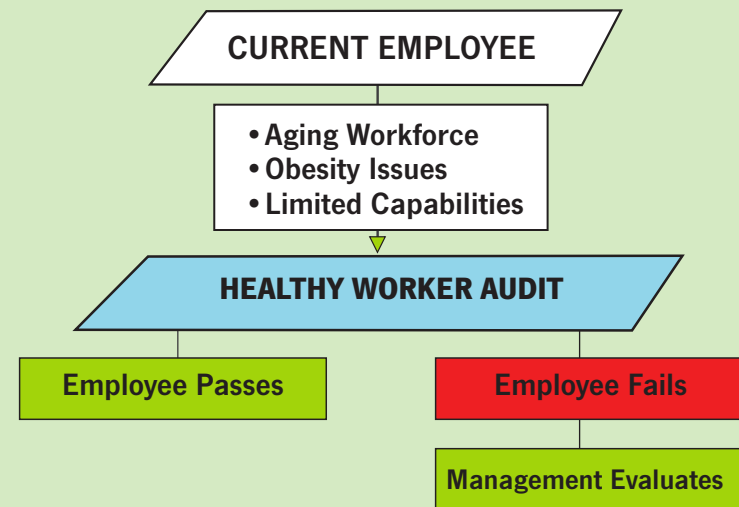 CURRENT EMPLOYEE
• Aging Workforce
• Obesity Issues
• Limited Capabilities
HEALTHY WORKER AUDIT
Employee Passes
Employee Fails
Management Evaluates